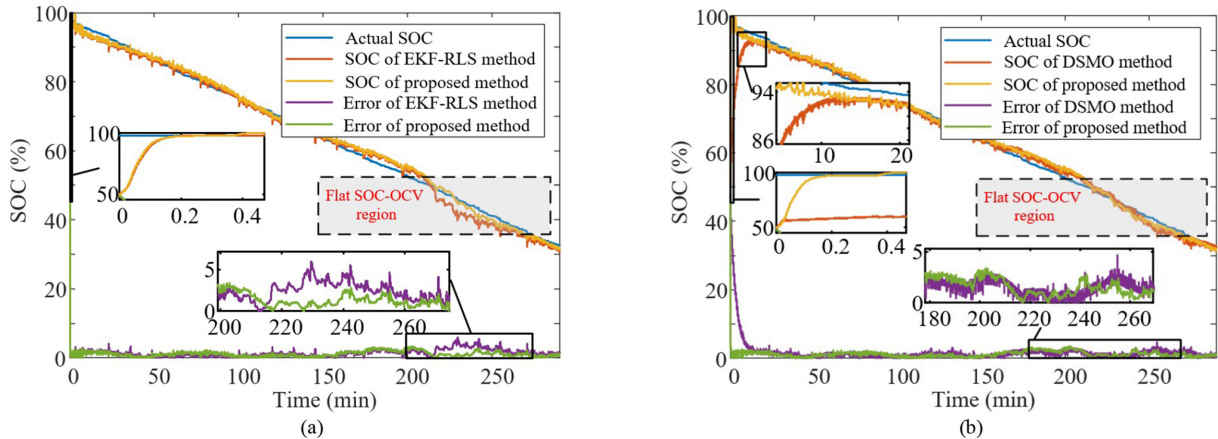 100
80
60
40
20
0
SOC (%)
Actual SOC
SOC of EKF-RLS method
SOC of proposed method
Error of EKF-RLS method
Error of proposed method
100
50
0 0.2 0.4
Flat SOC-OCV
region
5
0
200 220 240 260
0 50 100 150 200 250
Time (min)
(a)
100
80
60
40
20
0
SOC (%)
Actual SOC
SOC of DSMO method
SOC of proposed method
Error of DSMO method
Error of proposed method
94
86
10 20
100
50
0 0.2 0.4
Flat SOC-OCV
region
5
0
180 200 220 240 260
0 50 100 150 200 250
Time (min)
(b)